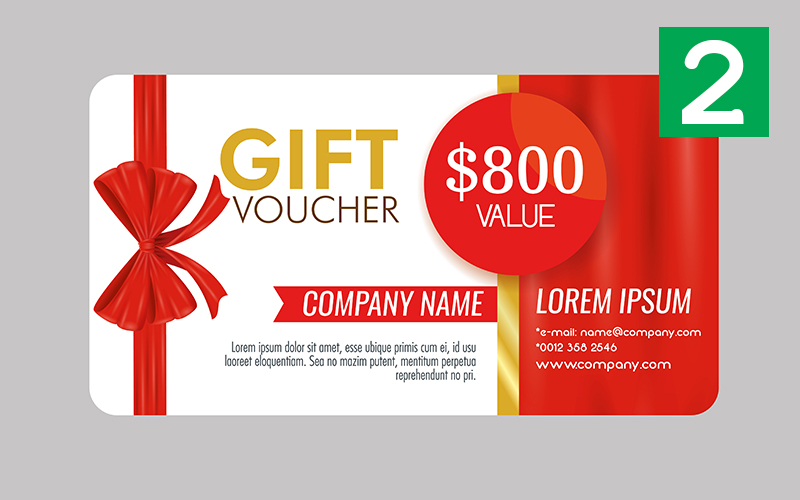 2
GIFT
VOUCHER
$800
VALUE
COMPANY NAME
Lorem ipsum dolor sit amet, esse ubique primis cum ei, id usu
laoreet eloquentiam. Sea no mazim putent, mentitum perpetua
reprehendunt no pri.
LOREM IPSUM
*e-mail: name@company.com
*0012 358 2546
www.company.com